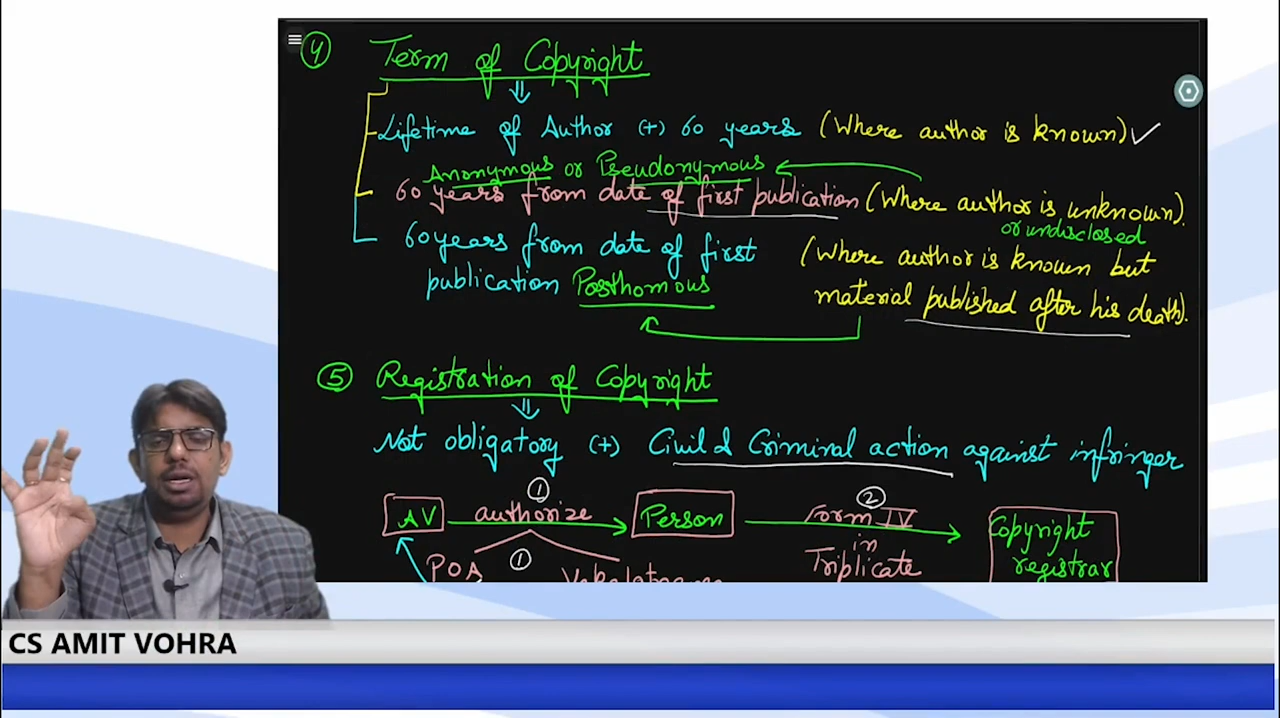 4 Term of Copyright
Lifetime of Author (+) 60 years (Where author is known)
Anonymous or Pseudonymous
60 years from date of first publication (Where author is unknown).
or undisclosed
60 years from date of first publication Posthomous
(Where author is known but material published after his death).
5 Registration of Copyright
Not obligatory (+) Civil & Criminal action against infringer
1 2
AV authorize Person Form IV Copyright registrar
in
Triplicate
POA 1
CS AMIT VOHRA